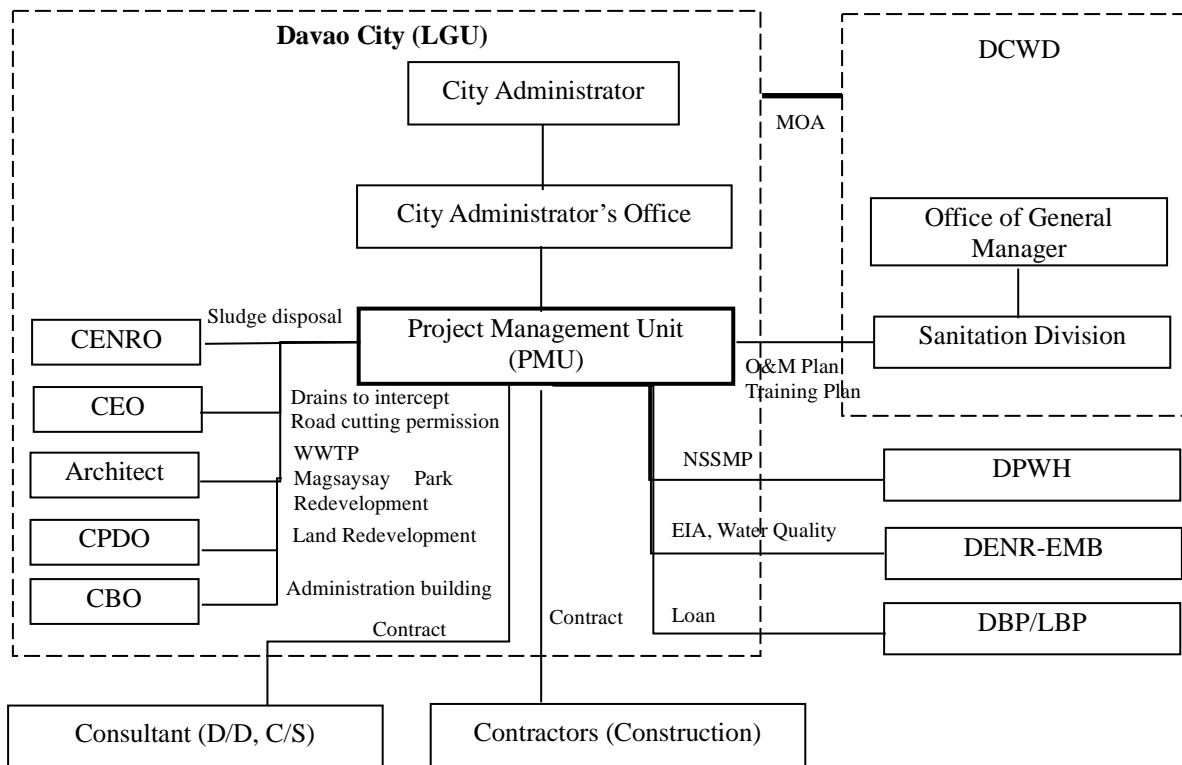 Davao City (LGU)
DCWD
City Administrator
MOA
City Administrator's Office
Office of General
Manager
Sludge disposal
CENRO
Project Management Unit
(PMU)
Sanitation Division
O&M Plan
Training Plan
CEO
Drains to intercept
Road cutting permission
Architect
WWTP
Magsaysay Park
Redevelopment
NSSMP
DPWH
CPDO
Land Redevelopment
EIA, Water Quality
DENR-EMB
CBO
Administration building
Contract
Contract
Loan
DBP/LBP
Consultant (D/D, C/S)
Contractors (Construction)